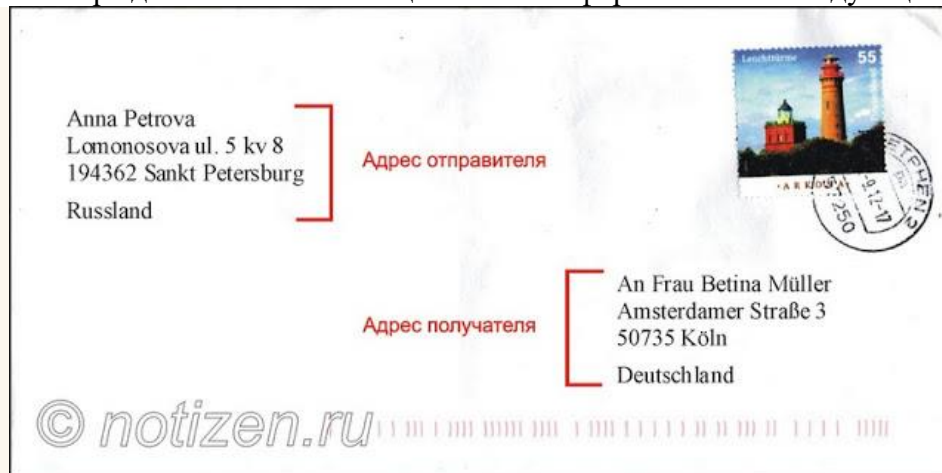 Leuchttürme 55
Anna Petrova
Lomonosova ul. 5 kv 8
194362 Sankt Petersburg
Russland
Адрес отправителя
ARKONA
An Frau Betina Müller
Amsterdamer Straße 3
50735 Köln
Deutschland
Адрес получателя
© notizen.ru